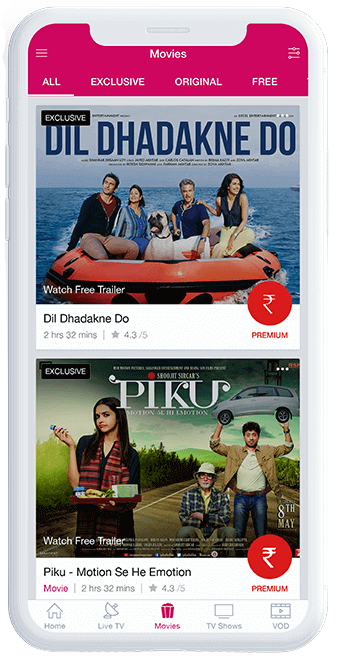 Movies
ALL EXCLUSIVE ORIGINAL FREE
EXCLUSIVE
DIL DHADAKNE DO
Watch Free Trailer
₹
Dil Dhadakne Do
2 hrs 32 mins | ★ 4.3 /5
PREMIUM
EXCLUSIVE
SHOOJIT SIRCAR'S
PIKU
MOTION SE HI EMOTION
8TH
MAY
Watch Free Trailer
₹
Piku - Motion Se He Emotion
Movie | 2 hrs 32 mins | ★ 4.3 /5
PREMIUM
Home Live TV Movies TV Shows VOD